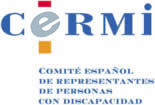 CERMI
COMITÉ ESPAÑOL
DE REPRESENTANTES
DE PERSONAS
CON DISCAPACIDAD